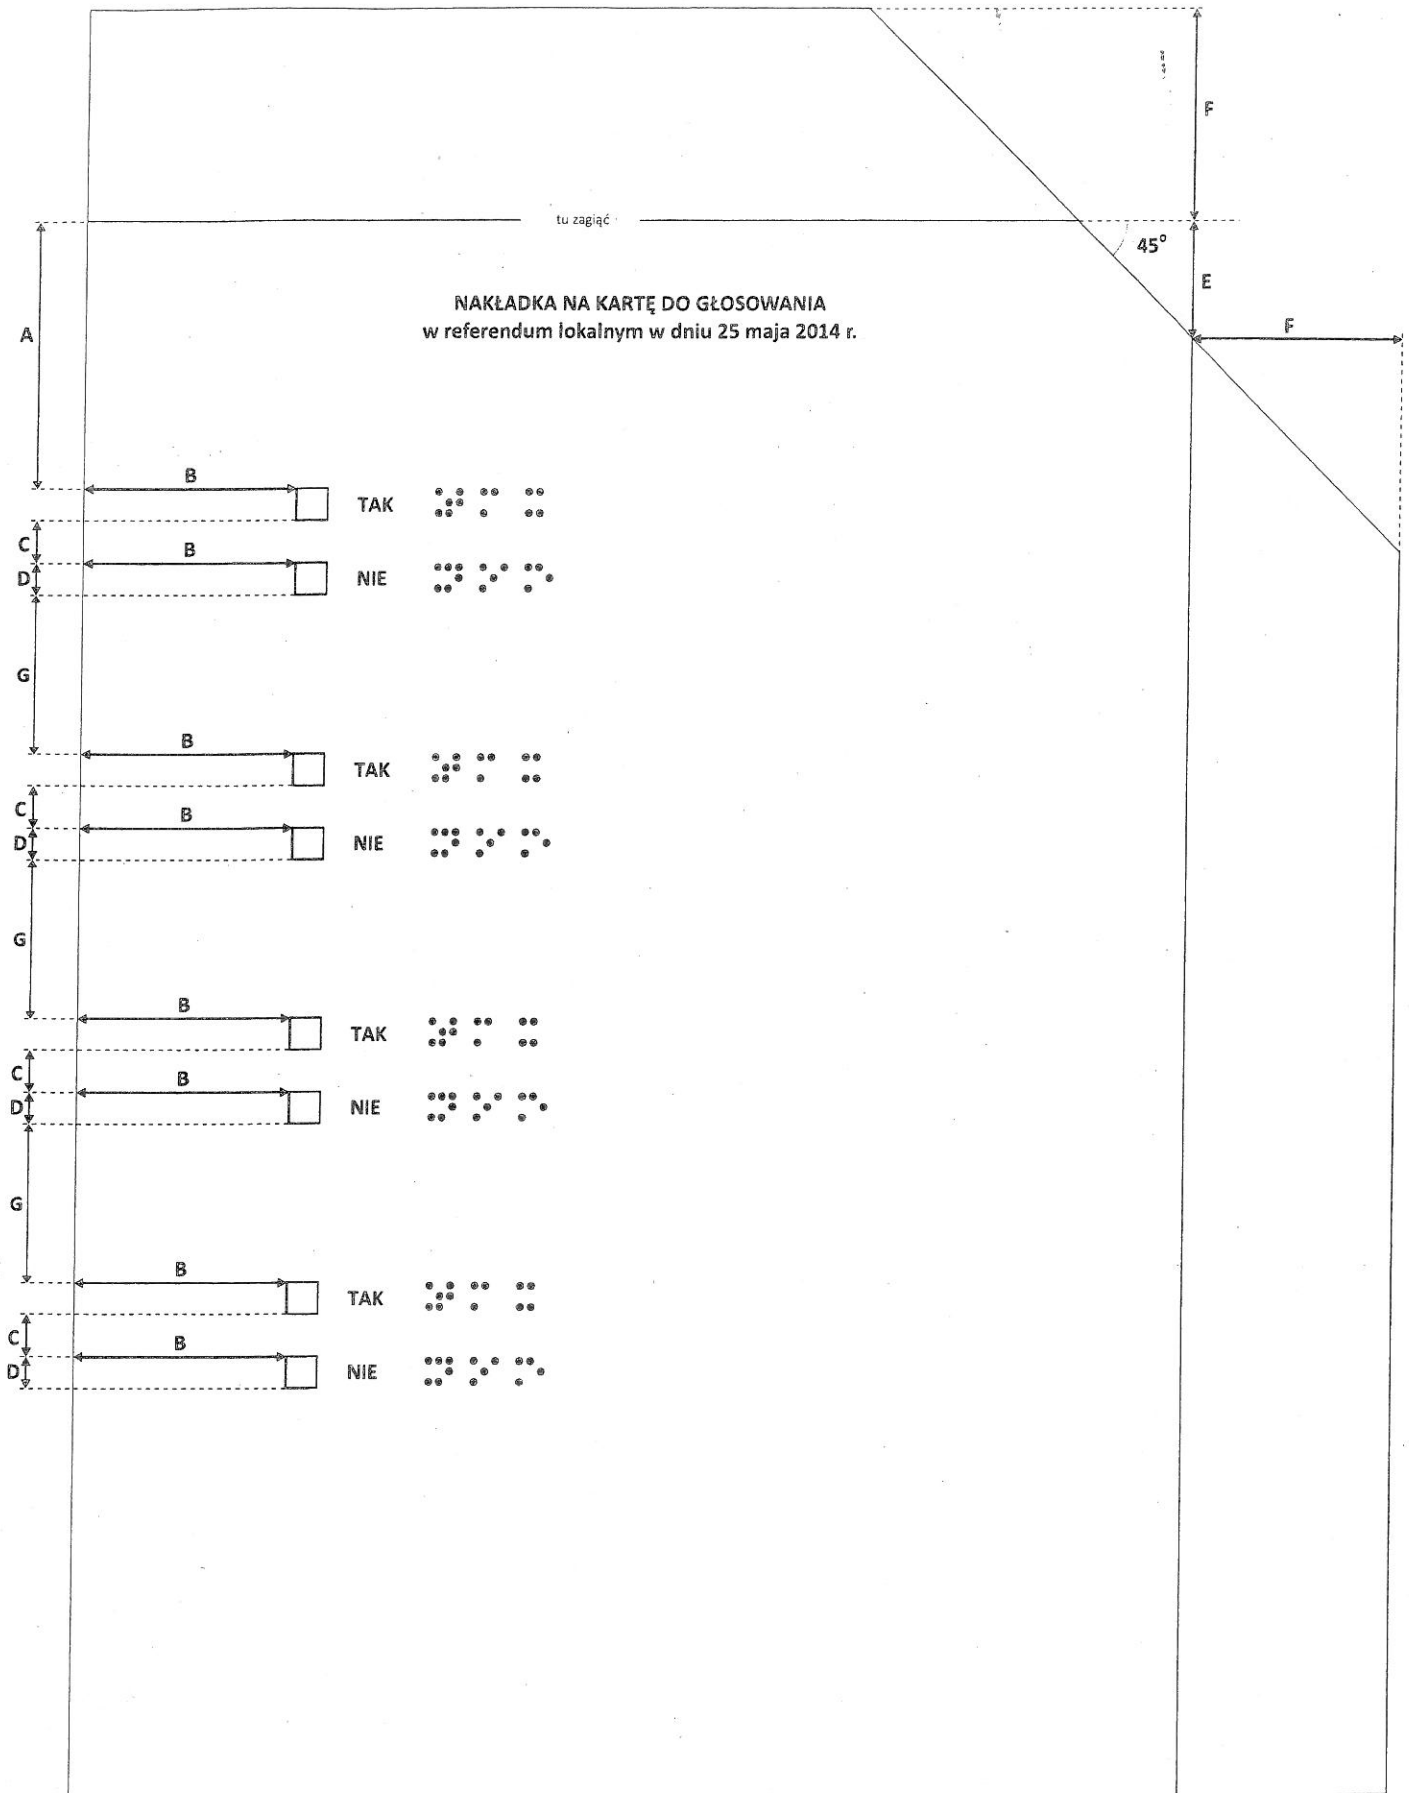 F
tu zagiąć
45°
E
A
NAKŁADKA NA KARTĘ DO GŁOSOWANIA
w referendum lokalnym w dniu 25 maja 2014 r.
F
B
TAK ⠞⠁⠅
C
B
D
NIE ⠝⠊⠑
G
B
TAK ⠞⠁⠅
C
B
D
NIE ⠝⠊⠑
G
B
TAK ⠞⠁⠅
C
B
D
NIE ⠝⠊⠑
G
B
TAK ⠞⠁⠅
C
B
D
NIE ⠝⠊⠑